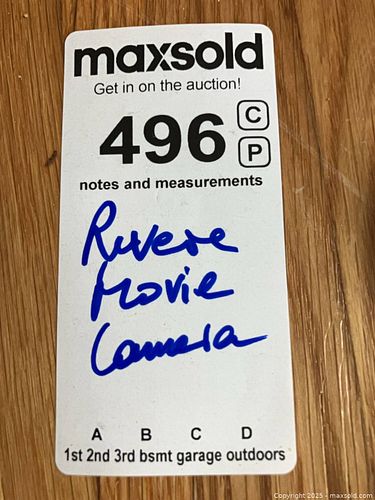 maxsold
Get in on the auction!
496 C
P
notes and measurements
Revere
Movie
Camera
A B C D
1st 2nd 3rd bsmt garage outdoors
Copyright 2025 - maxsold.com